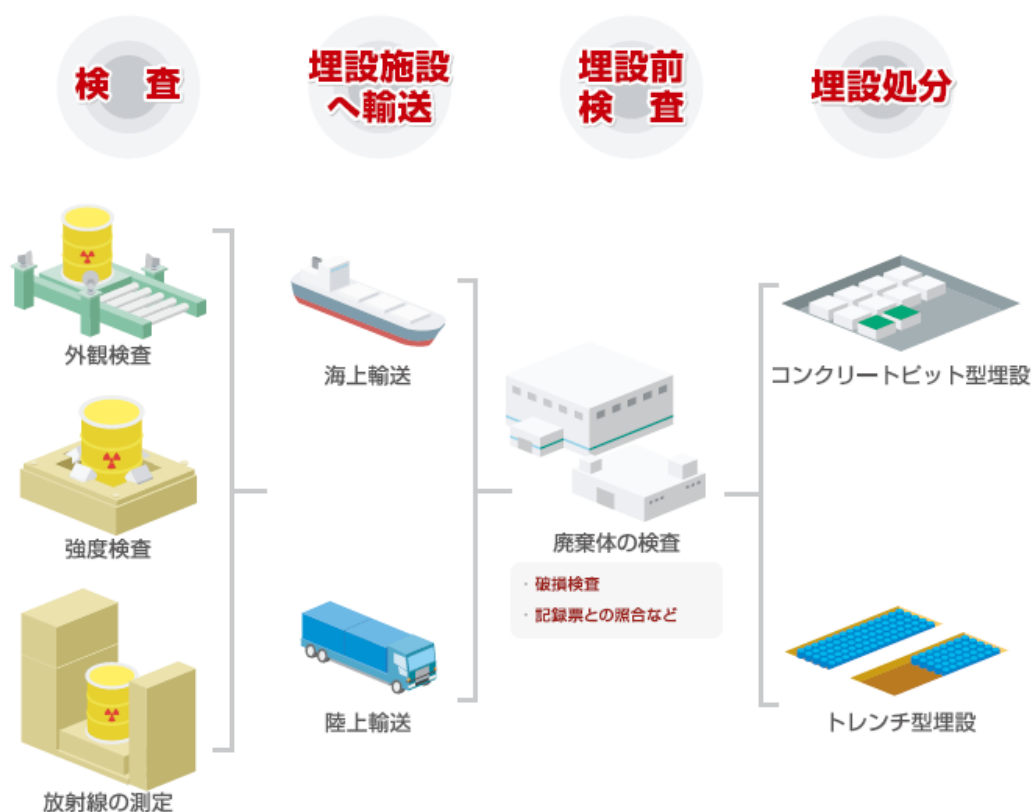 検　査
埋設施設
へ輸送
埋設前
検　査
埋設処分
外観検査
強度検査
放射線の測定
海上輸送
陸上輸送
廃棄体の検査
・破損検査
・記録票との照合など
コンクリートピット型埋設
トレンチ型埋設